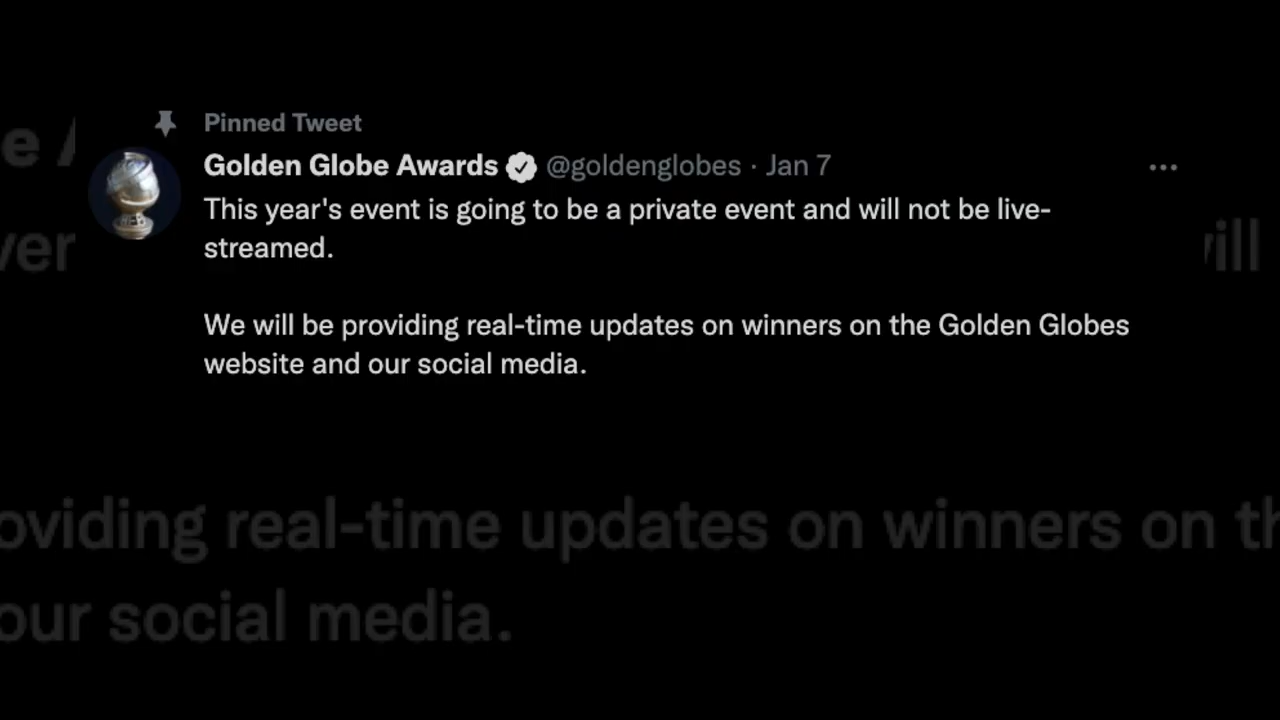 Pinned Tweet
Golden Globe Awards @goldenglobes · Jan 7
This year's event is going to be a private event and will not be live-
streamed.
We will be providing real-time updates on winners on the Golden Globes
website and our social media.
oviding real-time updates on winners on th
our social media.